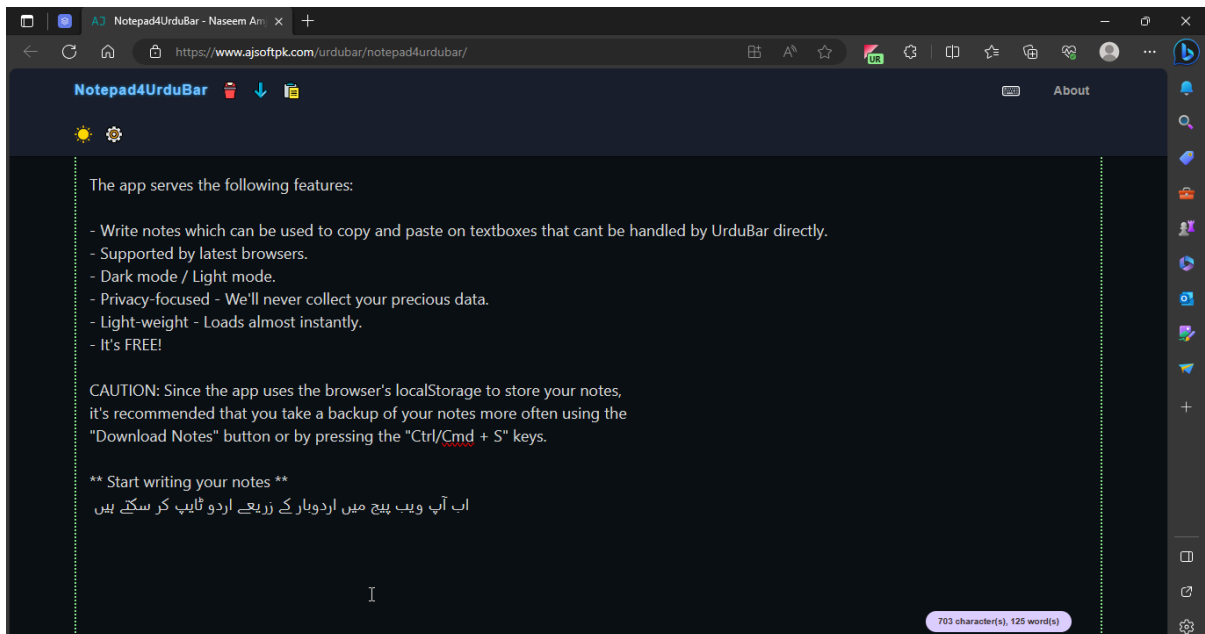 AJ Notepad4UrduBar - Naseem Am
https://www.ajsoftpk.com/urdubar/notepad4urdubar/
UR
Notepad4UrduBar
About
The app serves the following features:
- Write notes which can be used to copy and paste on textboxes that cant be handled by UrduBar directly.
- Supported by latest browsers.
- Dark mode / Light mode.
- Privacy-focused - We'll never collect your precious data.
- Light-weight - Loads almost instantly.
- It's FREE!
CAUTION: Since the app uses the browser's localStorage to store your notes,
it's recommended that you take a backup of your notes more often using the
"Download Notes" button or by pressing the "Ctrl/Cmd + S" keys.
** Start writing your notes **
اب آپ ویب پیج میں اردوبار کے زریعے اردو ٹایپ کر سکتے ہیں
703 character(s), 125 word(s)